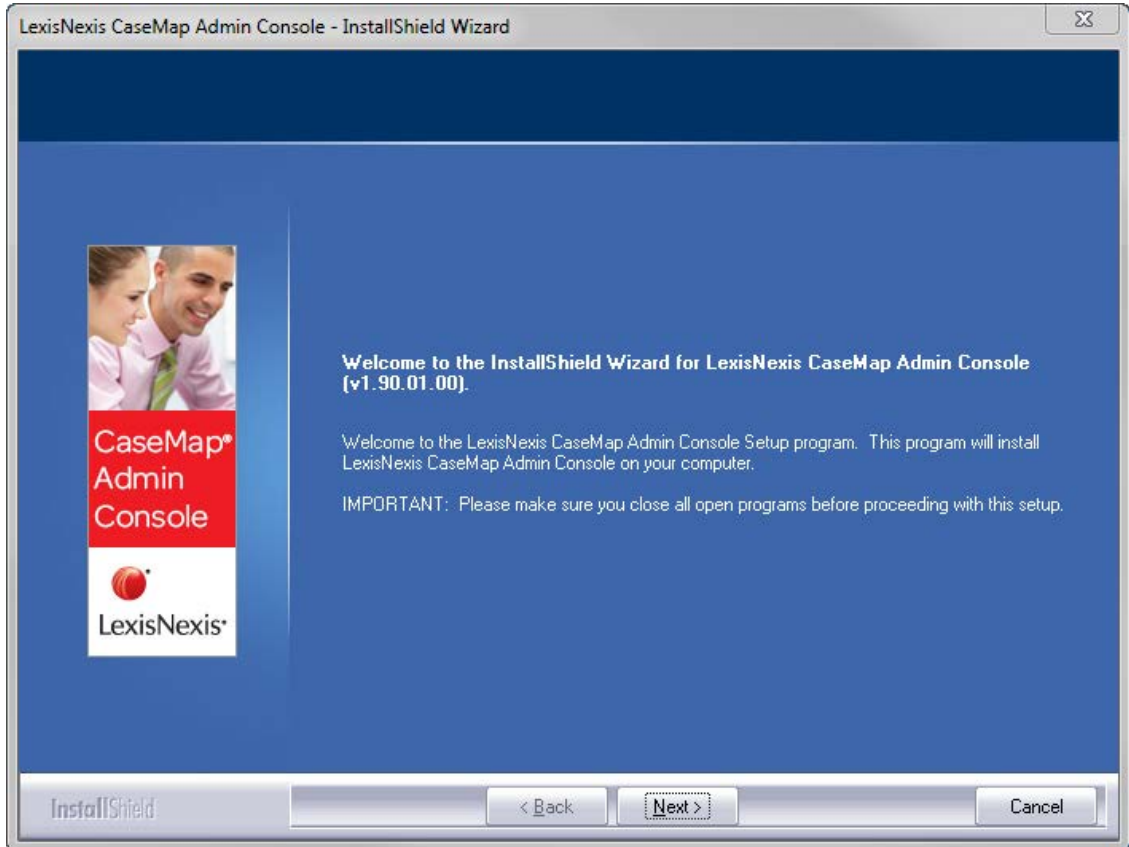 LexisNexis CaseMap Admin Console - InstallShield Wizard
CaseMap®
Admin
Console
LexisNexis®
Welcome to the InstallShield Wizard for LexisNexis CaseMap Admin Console
(v1.90.01.00).
Welcome to the LexisNexis CaseMap Admin Console Setup program.  This program will install
LexisNexis CaseMap Admin Console on your computer.
IMPORTANT:  Please make sure you close all open programs before proceeding with this setup.
InstallShield
< Back
Next >
Cancel